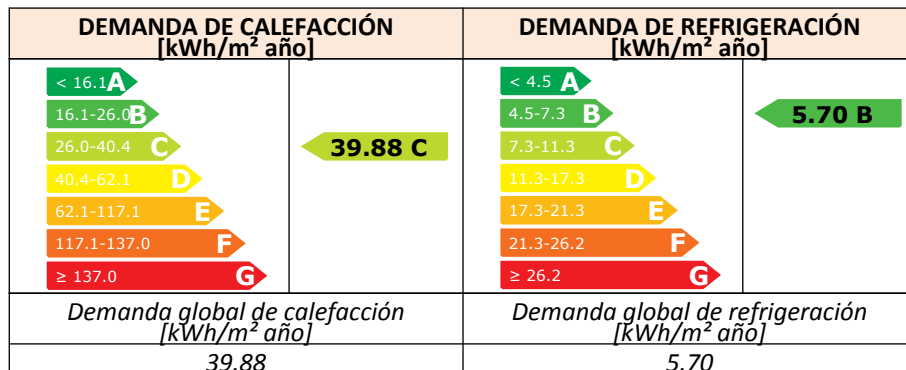 DEMANDA DE CALEFACCIÓN
[kWh/m² año]
< 16.1 A
16.1-26.0 B
26.0-40.4 C
40.4-62.1 D
62.1-117.1 E
117.1-137.0 F
≥ 137.0 G
39.88 C
Demanda global de calefacción
[kWh/m² año]
39.88
DEMANDA DE REFRIGERACIÓN
[kWh/m² año]
< 4.5 A
4.5-7.3 B
7.3-11.3 C
11.3-17.3 D
17.3-21.3 E
21.3-26.2 F
≥ 26.2 G
5.70 B
Demanda global de refrigeración
[kWh/m² año]
5.70